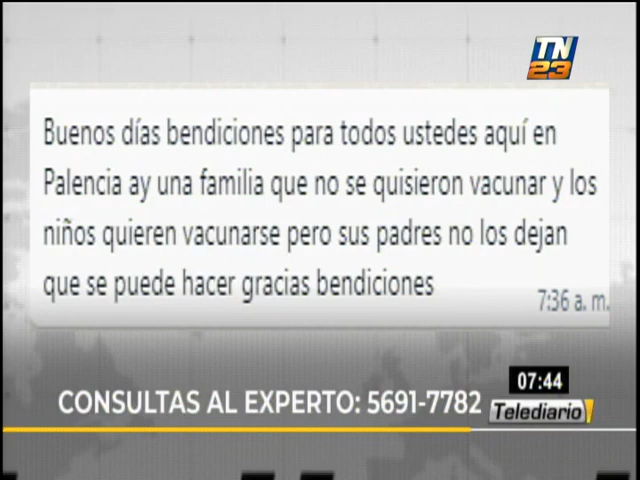 TN
23
Buenos días bendiciones para todos ustedes aquí en
Palencia ay una familia que no se quisieron vacunar y los
niños quieren vacunarse pero sus padres no los dejan
que se puede hacer gracias bendiciones
7:36 a. m.
07:44
CONSULTAS AL EXPERTO: 5691-7782
Telediario